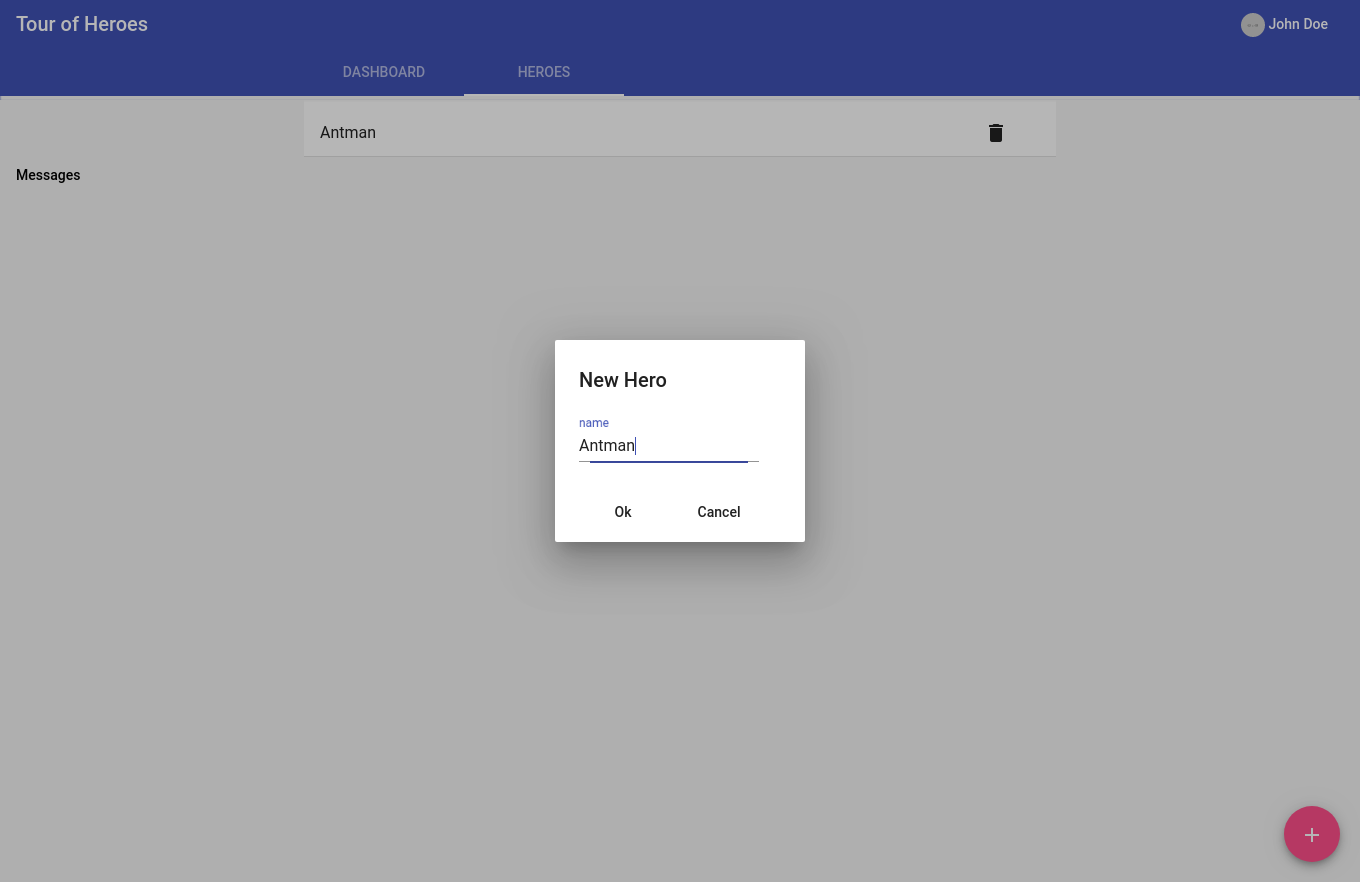 Tour of Heroes
John Doe
DASHBOARD
HEROES
Antman
Messages
New Hero
name
Antman
Ok
Cancel